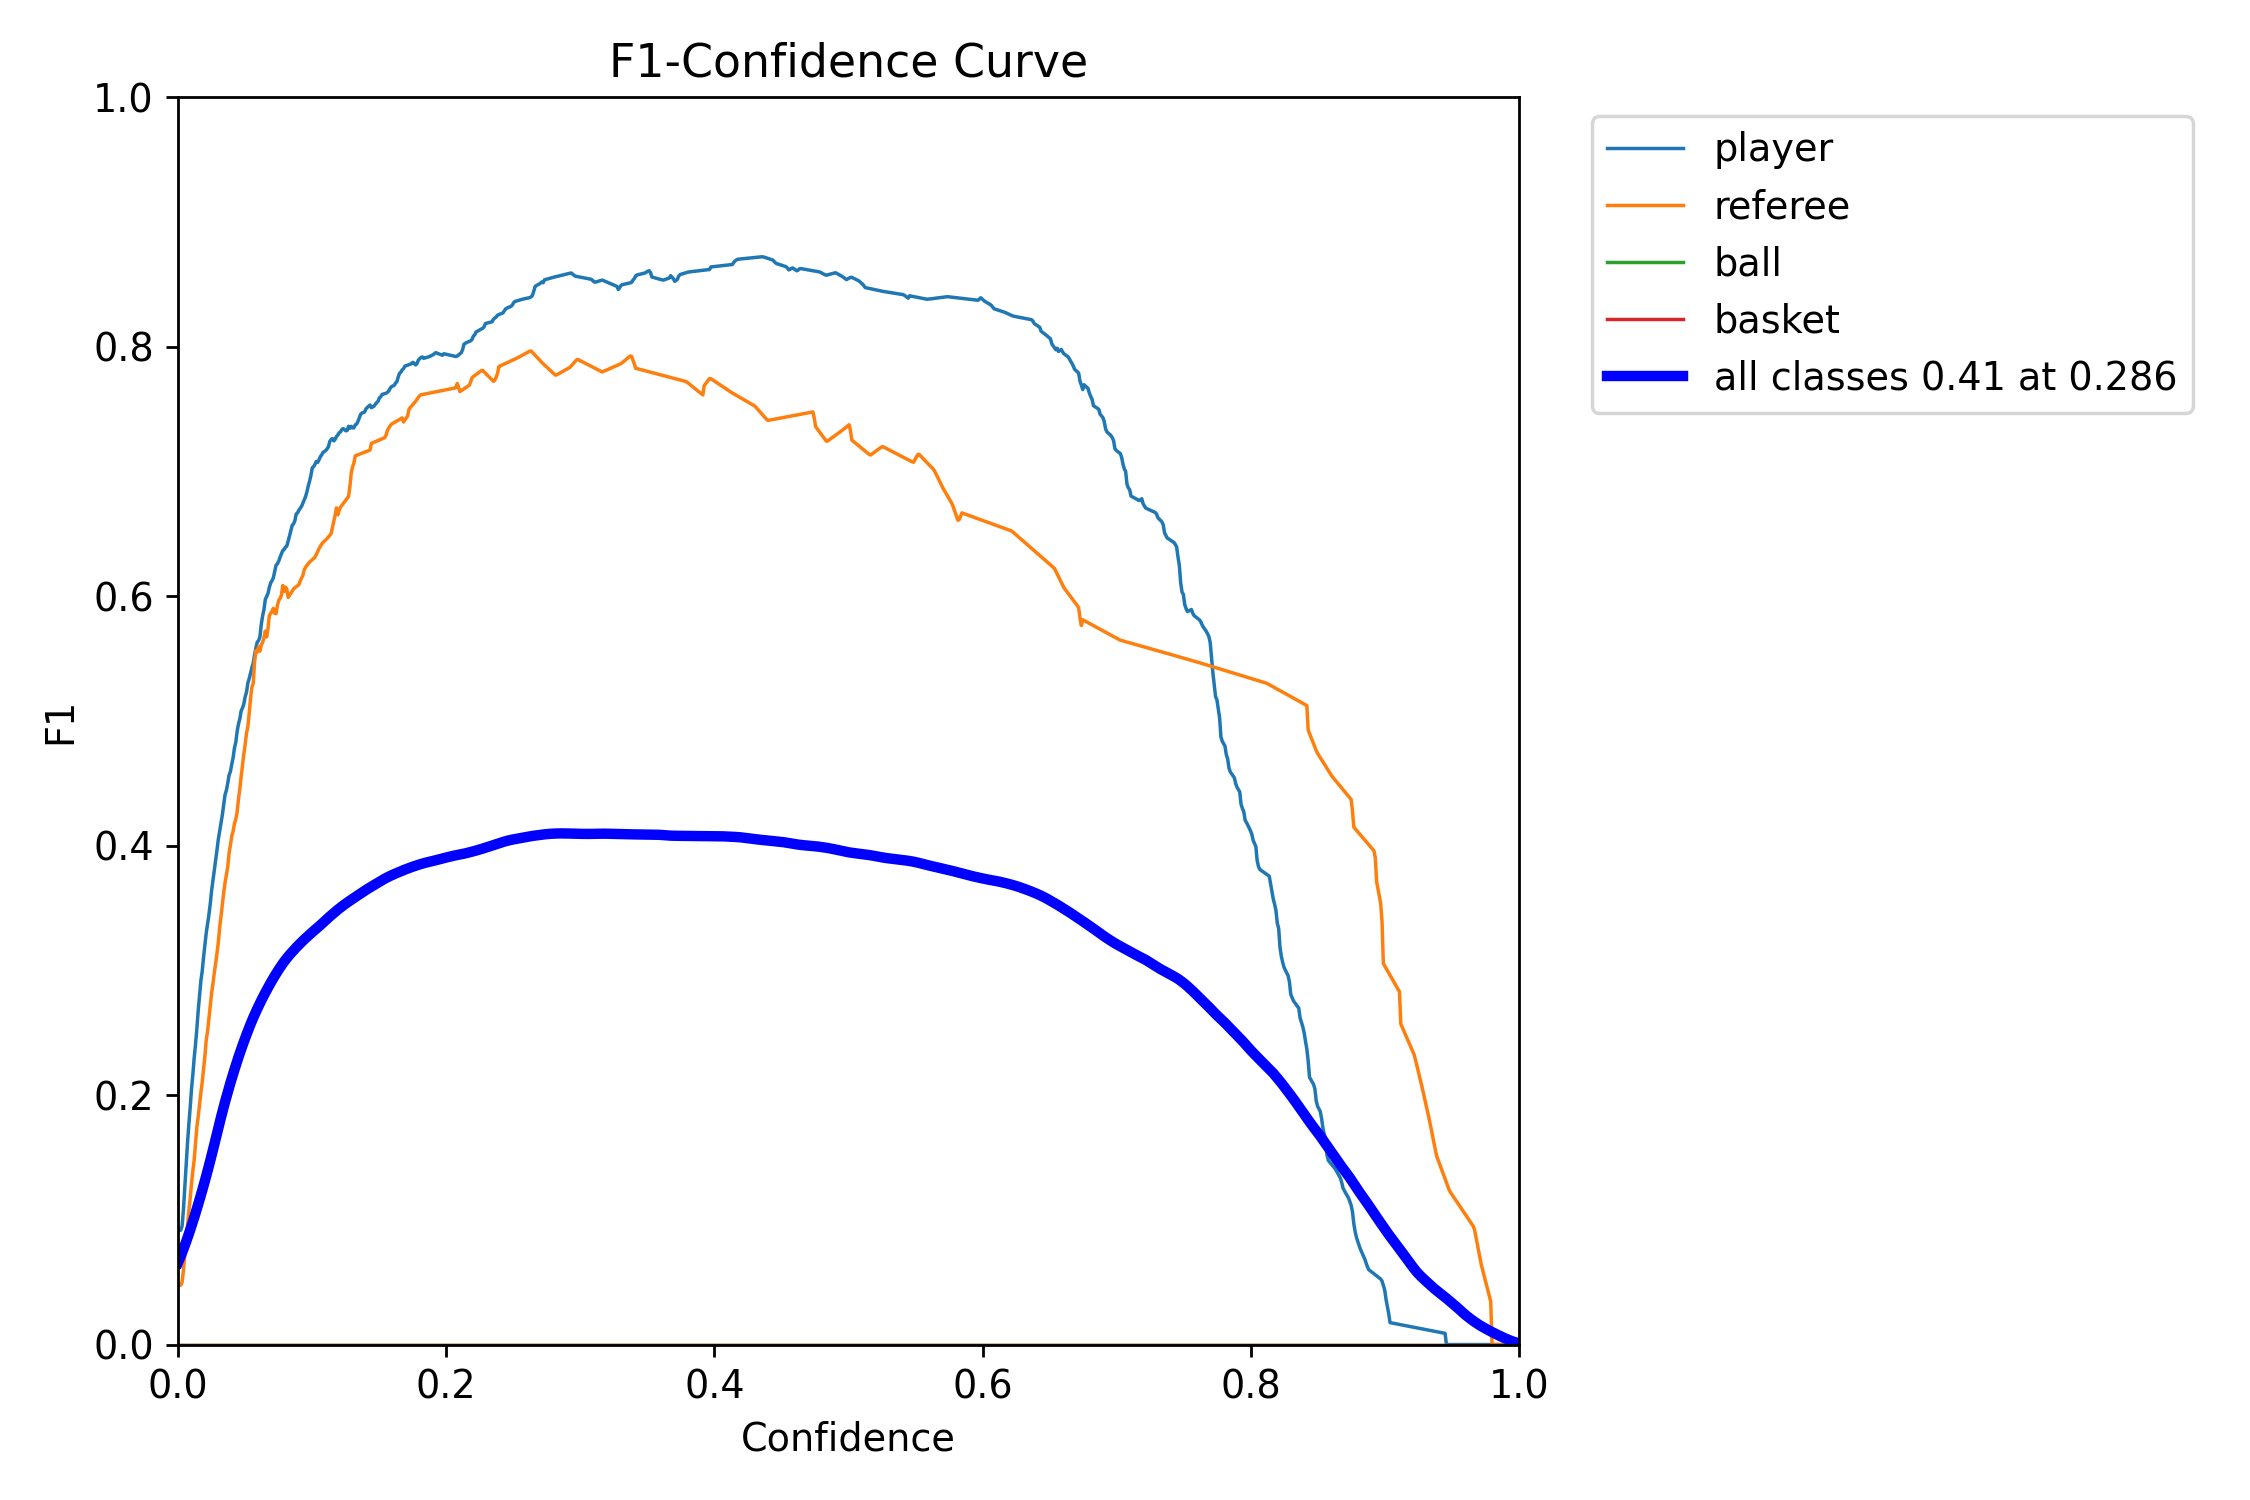 F1-Confidence Curve
1.0
0.8
0.6
0.4
0.2
0.0
F1
0.0 0.2 0.4 0.6 0.8 1.0
Confidence
player
referee
ball
basket
all classes 0.41 at 0.286